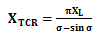 X_TCR = πX_L / (σ−sin σ)